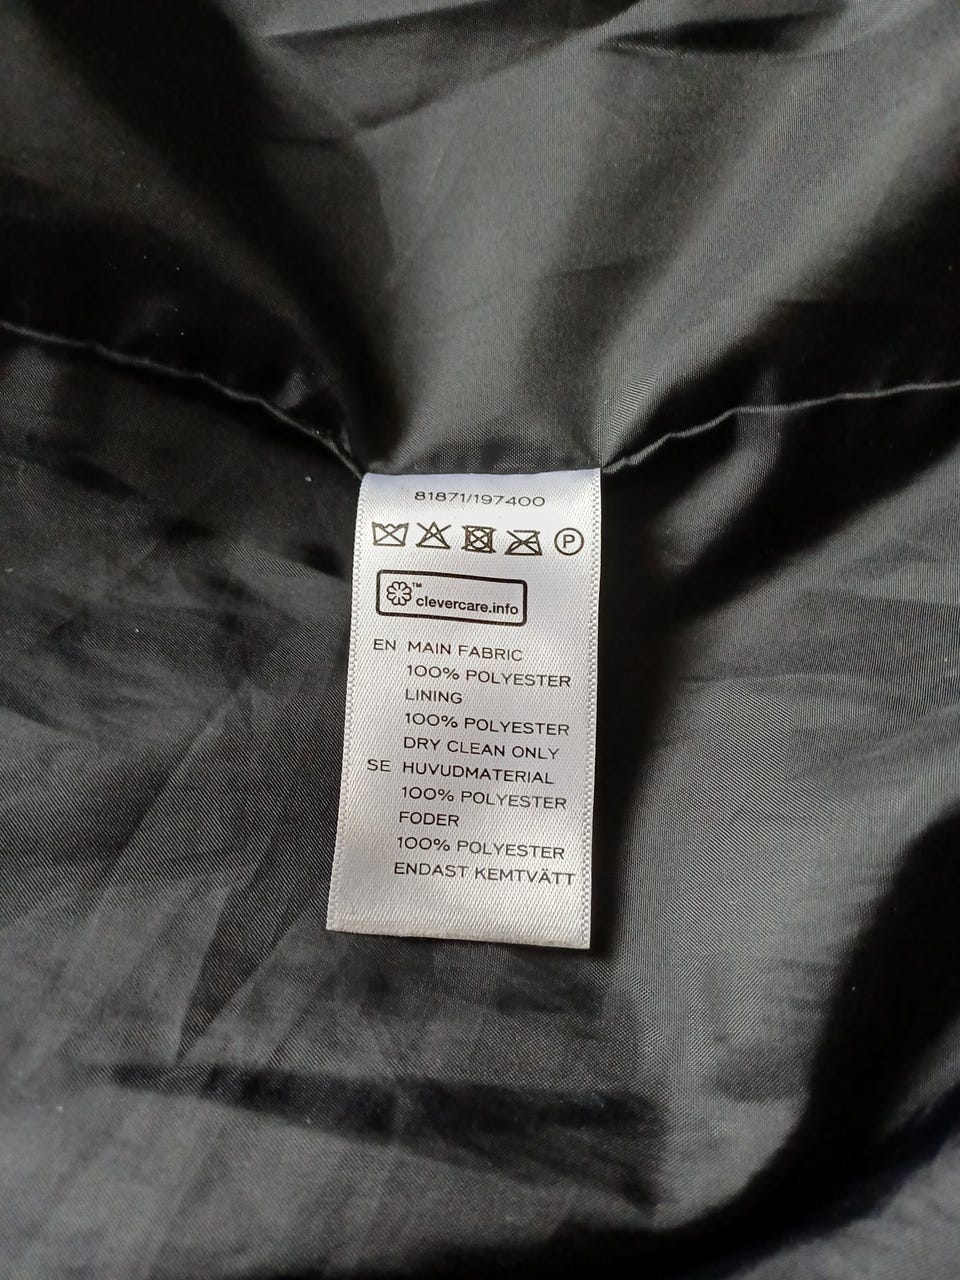 81871/197400
P
™
clevercare.info
EN MAIN FABRIC
100% POLYESTER
LINING
100% POLYESTER
DRY CLEAN ONLY
SE HUVUDMATERIAL
100% POLYESTER
FODER
100% POLYESTER
ENDAST KEMTVÄTT